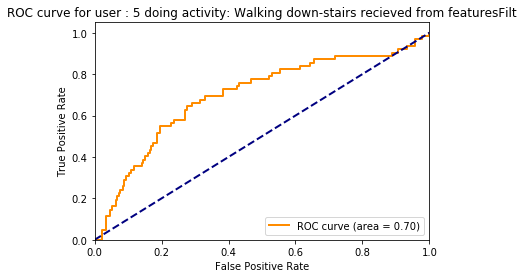 ROC curve for user : 5 doing activity: Walking down-stairs recieved from featuresFilt
1.0
0.8
0.6
0.4
0.2
0.0
True Positive Rate
ROC curve (area = 0.70)
0.0 0.2 0.4 0.6 0.8 1.0
False Positive Rate